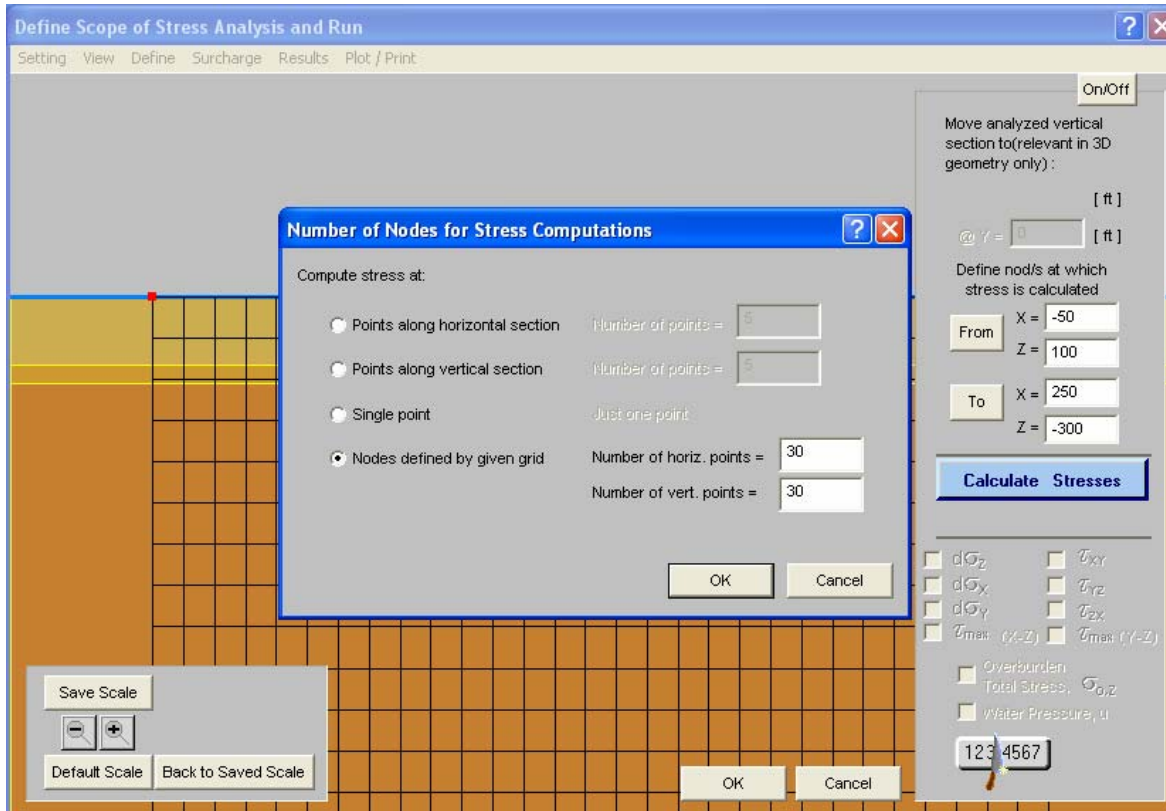 Define Scope of Stress Analysis and Run
?
Setting View Define Surcharge Results Plot / Print
On/Off
Move analyzed vertical
section to(relevant in 3D
geometry only) :
[ ft ]
@ Y = 0 [ ft ]
Define nod/s at which
stress is calculated
From
X = -50
Z = 100
To
X = 250
Z = -300
Calculate Stresses
dσZ τXY
dσX τYZ
dσY τZX
τmax (X-Z) τmax (Y-Z)
Overburden
Total Stress, σ0,Z
Water Pressure, u
123 4567
Number of Nodes for Stress Computations
?
Compute stress at:
Points along horizontal section Number of points = 5
Points along vertical section Number of points = 5
Single point Just one point
Nodes defined by given grid Number of horiz. points = 30
Number of vert. points = 30
OK Cancel
Save Scale
Default Scale Back to Saved Scale
OK Cancel